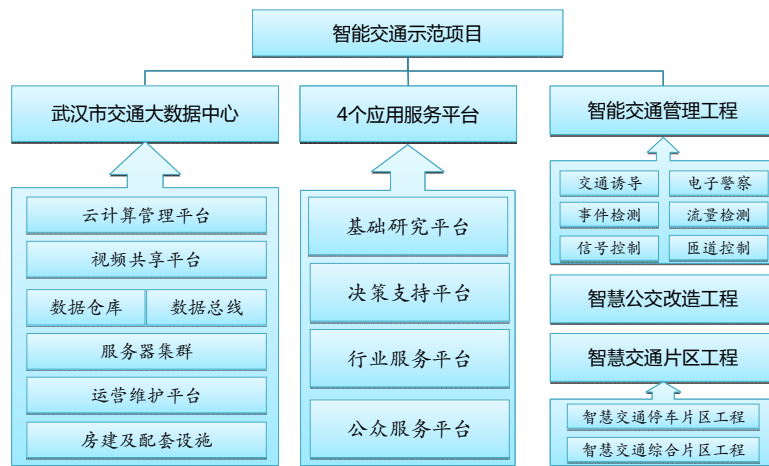 智能交通示范项目
武汉市交通大数据中心
4个应用服务平台
智能交通管理工程
云计算管理平台
视频共享平台
数据仓库 数据总线
服务器集群
运营维护平台
房建及配套设施
基础研究平台
决策支持平台
行业服务平台
公众服务平台
交通诱导 电子警察
事件检测 流量检测
信号控制 匝道控制
智慧公交改造工程
智慧交通片区工程
智慧交通停车片区工程
智慧交通综合片区工程